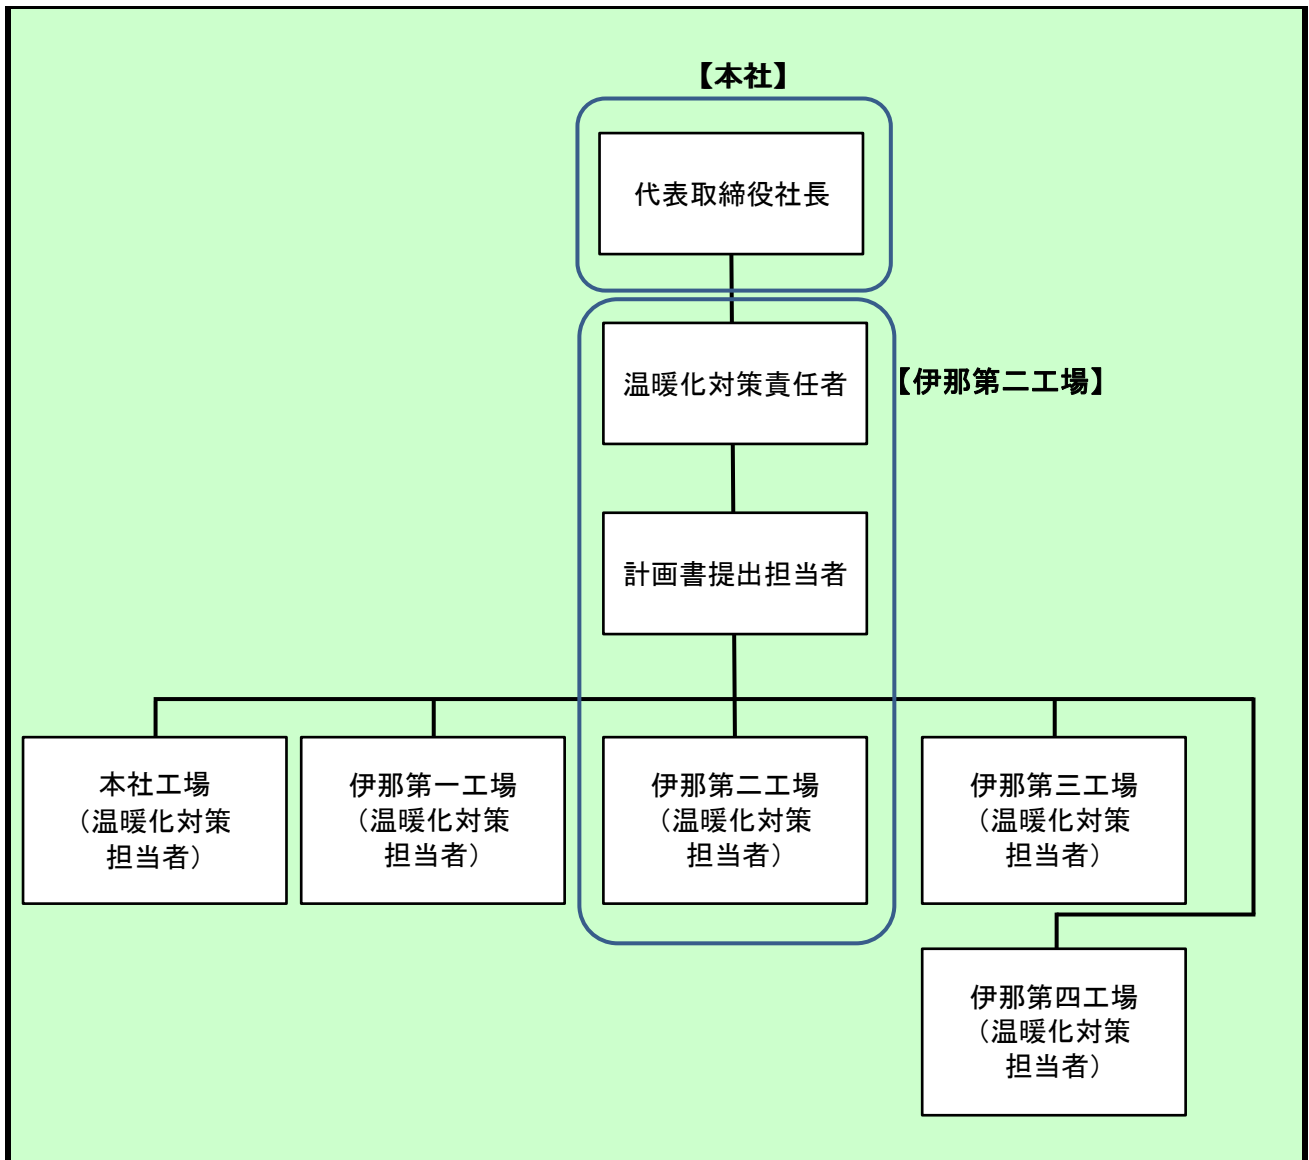 【本社】
代表取締役社長
温暖化対策責任者
【伊那第二工場】
計画書提出担当者
本社工場
（温暖化対策
担当者）
伊那第一工場
（温暖化対策
担当者）
伊那第二工場
（温暖化対策
担当者）
伊那第三工場
（温暖化対策
担当者）
伊那第四工場
（温暖化対策
担当者）